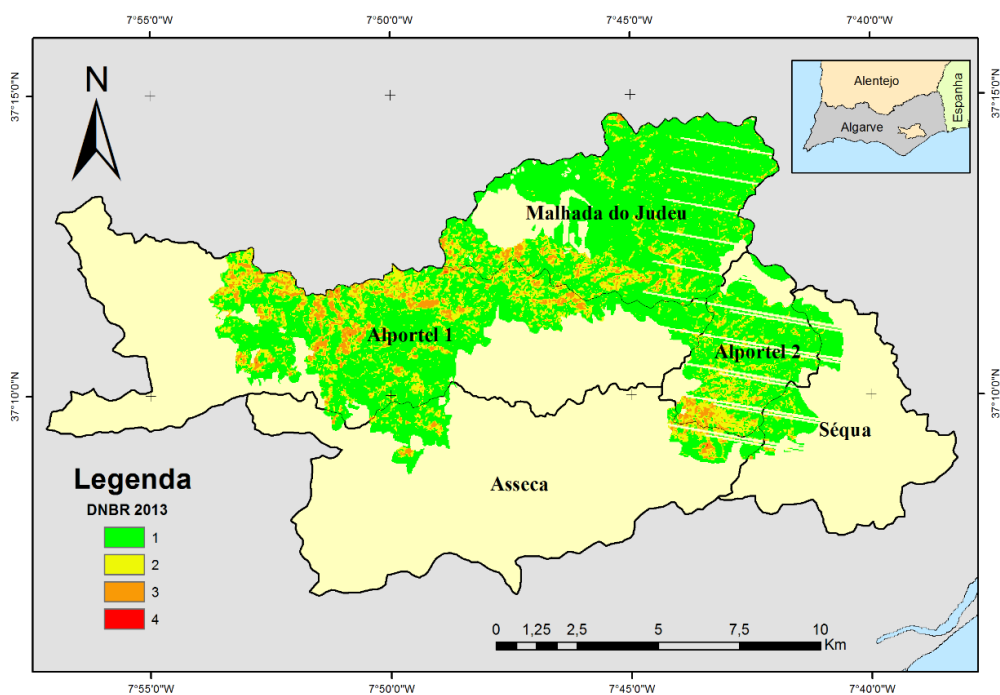 7°55'0"W 7°50'0"W 7°45'0"W 7°40'0"W
37°15'0"N
37°15'0"N
N
Alentejo
Espanha
Algarve
Malhada do Judeu
Alportel 1
Alportel 2
37°10'0"N
37°10'0"N
Séqua
Asseca
Legenda
DNBR 2013
1
2
3
4
0 1,25 2,5 5 7,5 10
Km
7°55'0"W 7°50'0"W 7°45'0"W 7°40'0"W